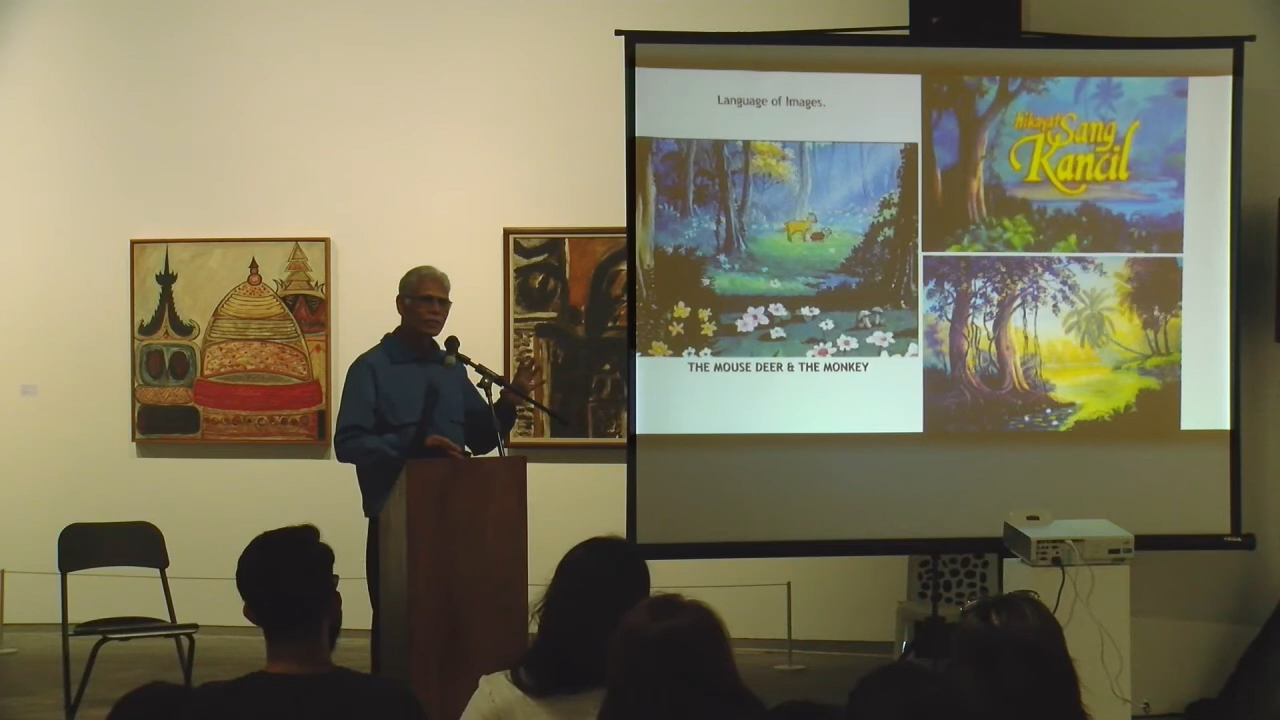 Language of Images.
hikayat Sang
Kancil
THE MOUSE DEER & THE MONKEY